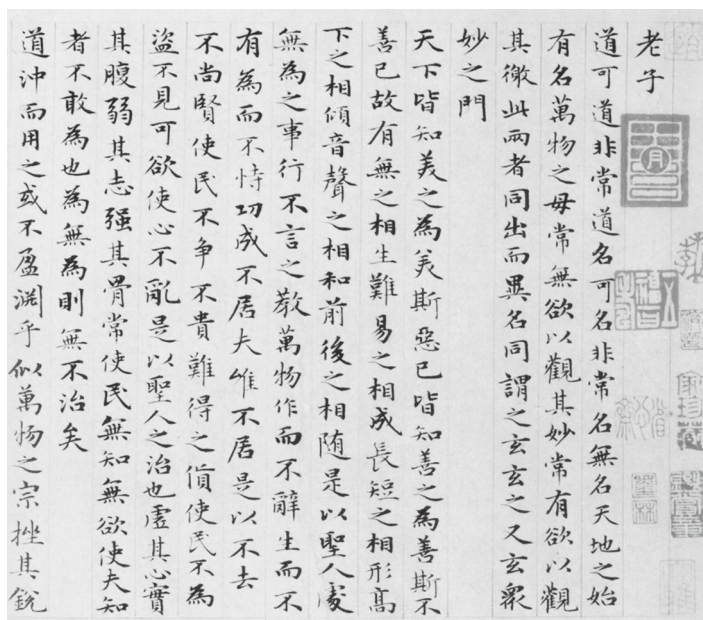 老子
道可道非常道名可名非常名無名天地之始
有名萬物之母常無欲以觀其妙常有欲以觀
其徼此兩者同出而異名同謂之玄玄之又玄衆
妙之門
天下皆知美之為美斯惡已皆知善之為善斯不
善已故有無之相生難易之相成長短之相形高
下之相傾音聲之相和前後之相随是以聖人處
無為之事行不言之教萬物作而不辭生而不
有為而不恃功成不居夫唯不居是以不去
不尚賢使民不争不貴難得之貨使民不為
盜不見可欲使心不亂是以聖人之治也虛其心實
其腹弱其志强其骨常使民無知無欲使夫知
者不敢為也為無為則無不治矣
道沖而用之或不盈淵乎似萬物之宗挫其銳